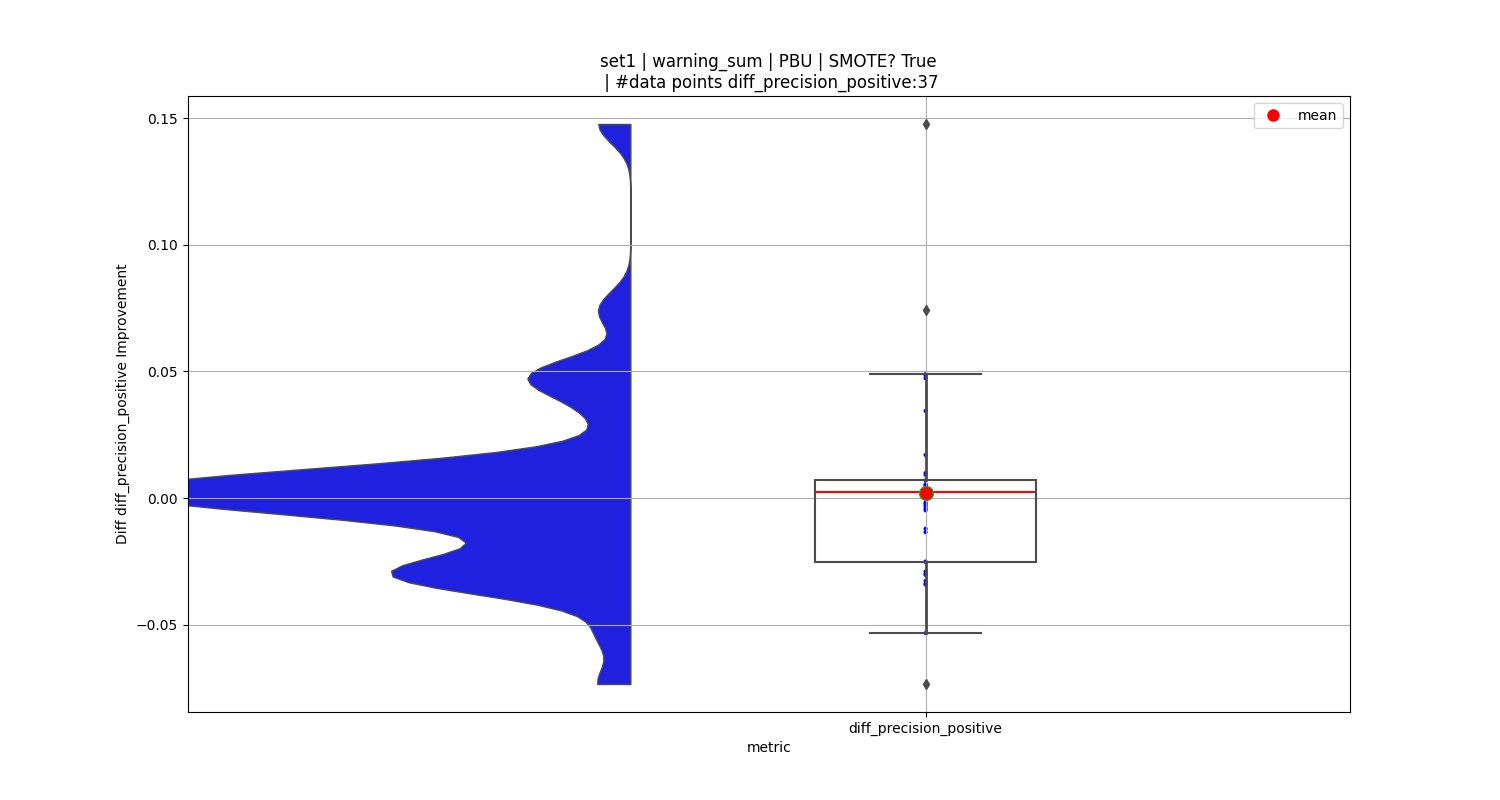 set1 | warning_sum | PBU | SMOTE? True
| #data points diff_precision_positive:37
mean
0.15
0.10
0.05
0.00
−0.05
Diff diff_precision_positive Improvement
diff_precision_positive
metric